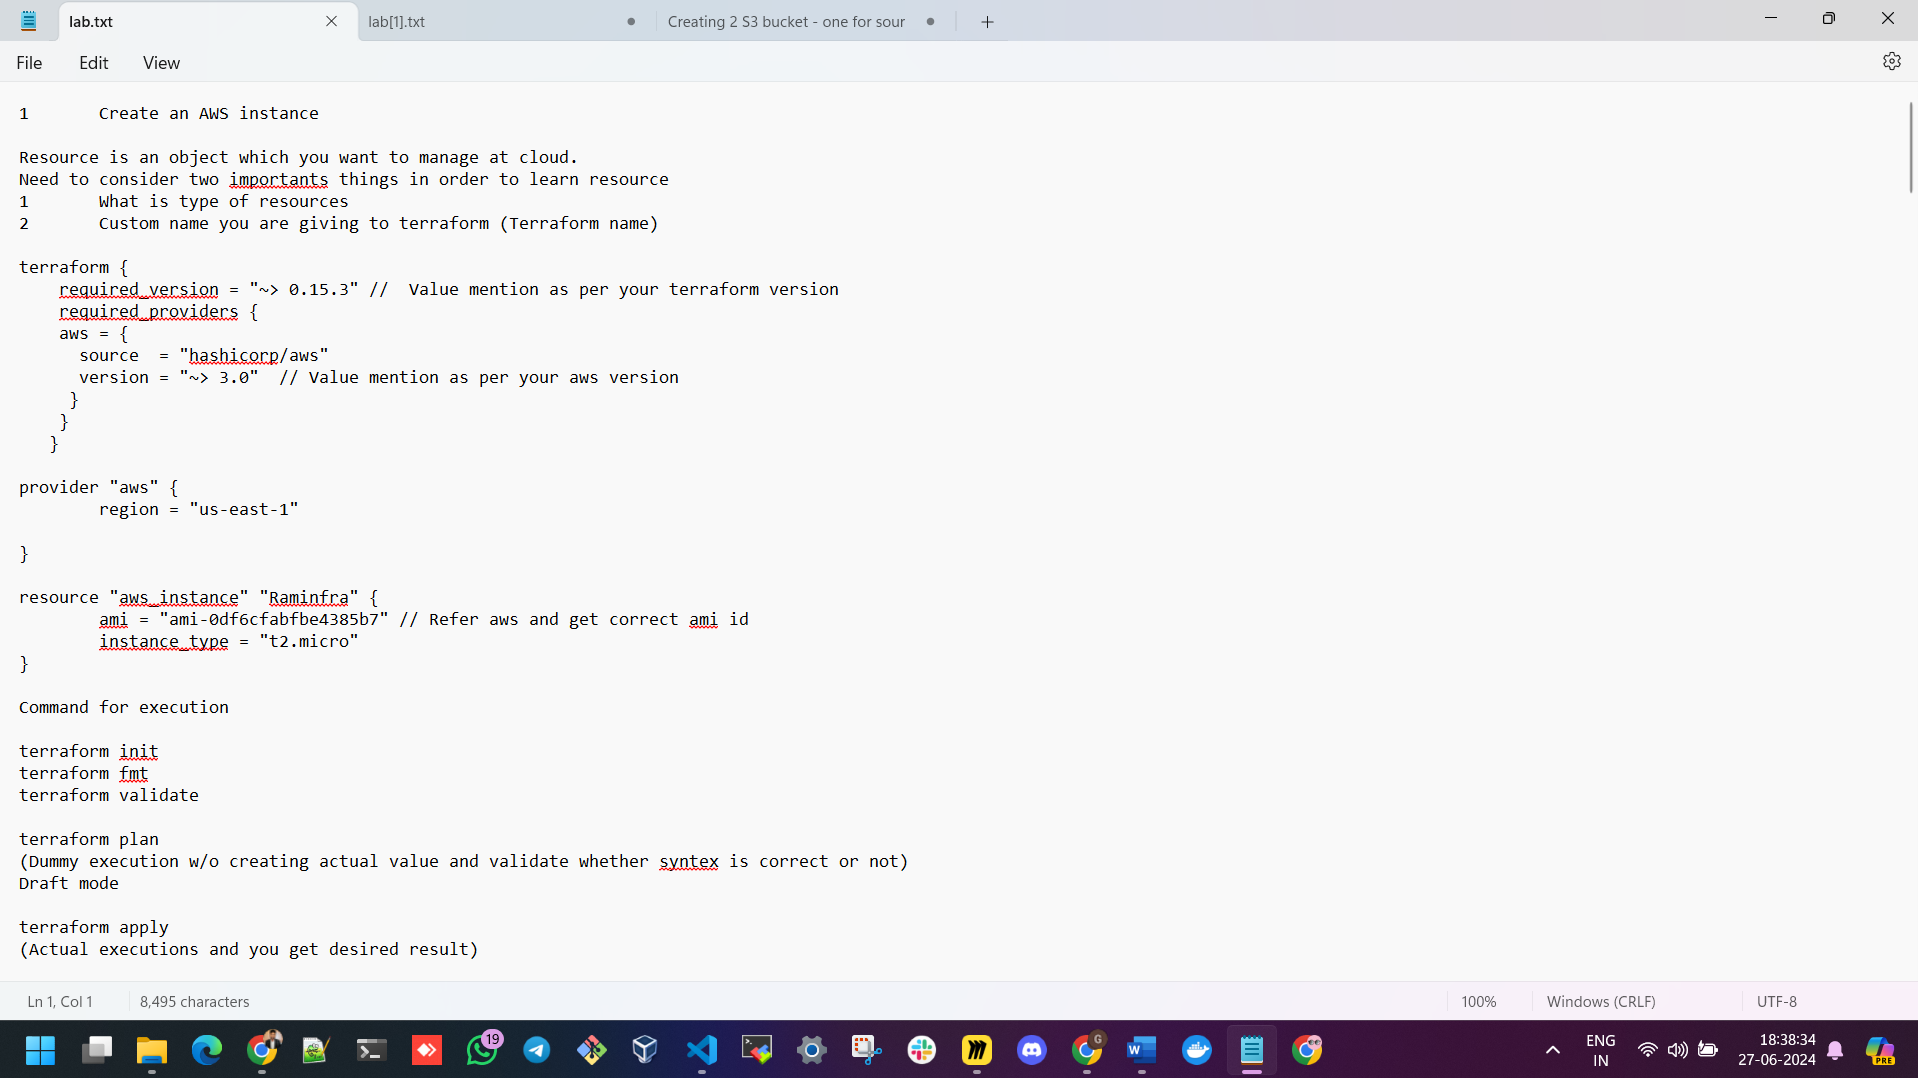 lab.txt
lab[1].txt
Creating 2 S3 bucket - one for sour
File Edit View
1 Create an AWS instance
Resource is an object which you want to manage at cloud.
Need to consider two importants things in order to learn resource
1 What is type of resources
2 Custom name you are giving to terraform (Terraform name)
terraform {
required_version = "~> 0.15.3" // Value mention as per your terraform version
required_providers {
aws = {
source = "hashicorp/aws"
version = "~> 3.0" // Value mention as per your aws version
}
}
}
provider "aws" {
region = "us-east-1"
}
resource "aws_instance" "Raminfra" {
ami = "ami-0df6cfabfbe4385b7" // Refer aws and get correct ami id
instance_type = "t2.micro"
}
Command for execution
terraform init
terraform fmt
terraform validate
terraform plan
(Dummy execution w/o creating actual value and validate whether syntex is correct or not)
Draft mode
terraform apply
(Actual executions and you get desired result)
Ln 1, Col 1 8,495 characters 100% Windows (CRLF) UTF-8
19
G
W
ENG
IN
18:38:34
27-06-2024
PRE